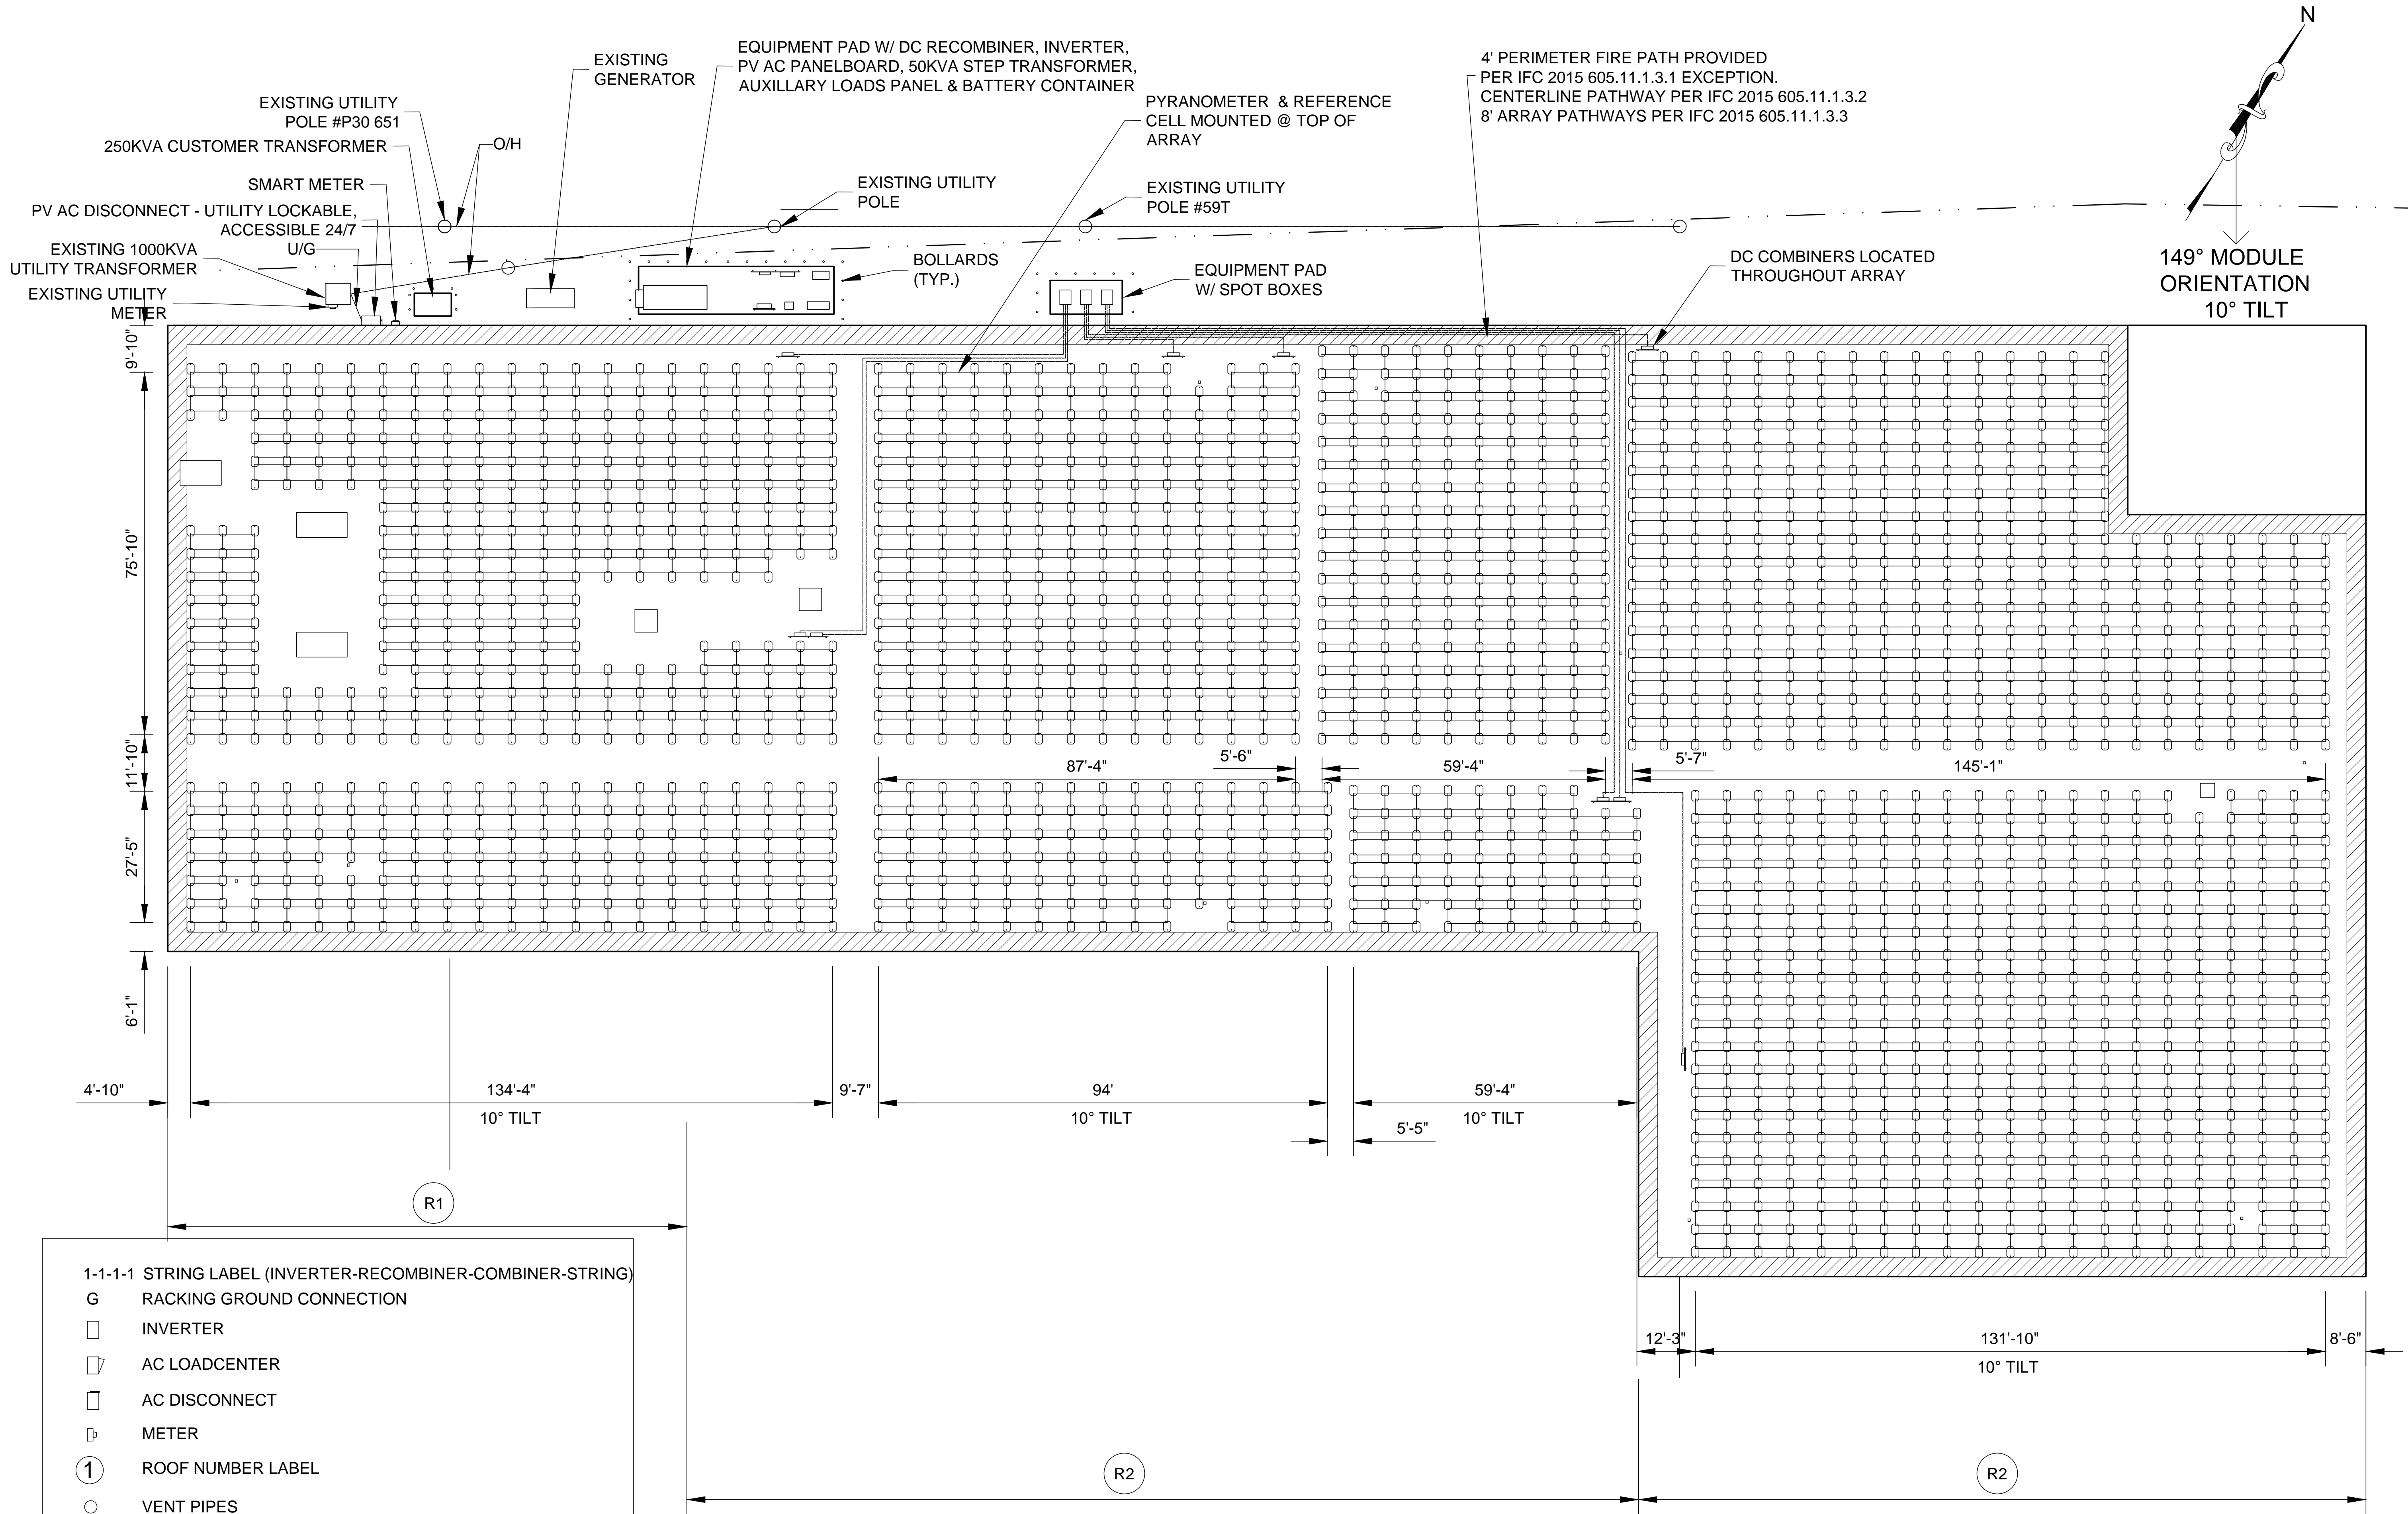 N
EQUIPMENT PAD W/ DC RECOMBINER, INVERTER,
PV AC PANELBOARD, 50KVA STEP TRANSFORMER,
AUXILLARY LOADS PANEL & BATTERY CONTAINER
EXISTING
GENERATOR
4' PERIMETER FIRE PATH PROVIDED
PER IFC 2015 605.11.1.3.1 EXCEPTION.
CENTERLINE PATHWAY PER IFC 2015 605.11.1.3.2
8' ARRAY PATHWAYS PER IFC 2015 605.11.1.3.3
EXISTING UTILITY
POLE #P30 651
PYRANOMETER & REFERENCE
CELL MOUNTED @ TOP OF
ARRAY
250KVA CUSTOMER TRANSFORMER
O/H
SMART METER
EXISTING UTILITY
POLE
EXISTING UTILITY
POLE #59T
PV AC DISCONNECT - UTILITY LOCKABLE,
ACCESSIBLE 24/7
U/G
EXISTING 1000KVA
UTILITY TRANSFORMER
EXISTING UTILITY
METER
BOLLARDS
(TYP.)
EQUIPMENT PAD
W/ SPOT BOXES
DC COMBINERS LOCATED
THROUGHOUT ARRAY
149° MODULE
ORIENTATION
10° TILT
9'-10"
75'-10"
11'-10"
27'-5"
6'-1"
87'-4"
5'-6"
59'-4"
5'-7"
145'-1"
4'-10"
134'-4"
10° TILT
9'-7"
94'
10° TILT
59'-4"
10° TILT
5'-5"
R1
12'-3"
131'-10"
10° TILT
8'-6"
1-1-1-1 STRING LABEL (INVERTER-RECOMBINER-COMBINER-STRING)
G RACKING GROUND CONNECTION
INVERTER
AC LOADCENTER
AC DISCONNECT
METER
1 ROOF NUMBER LABEL
VENT PIPES
R2
R2